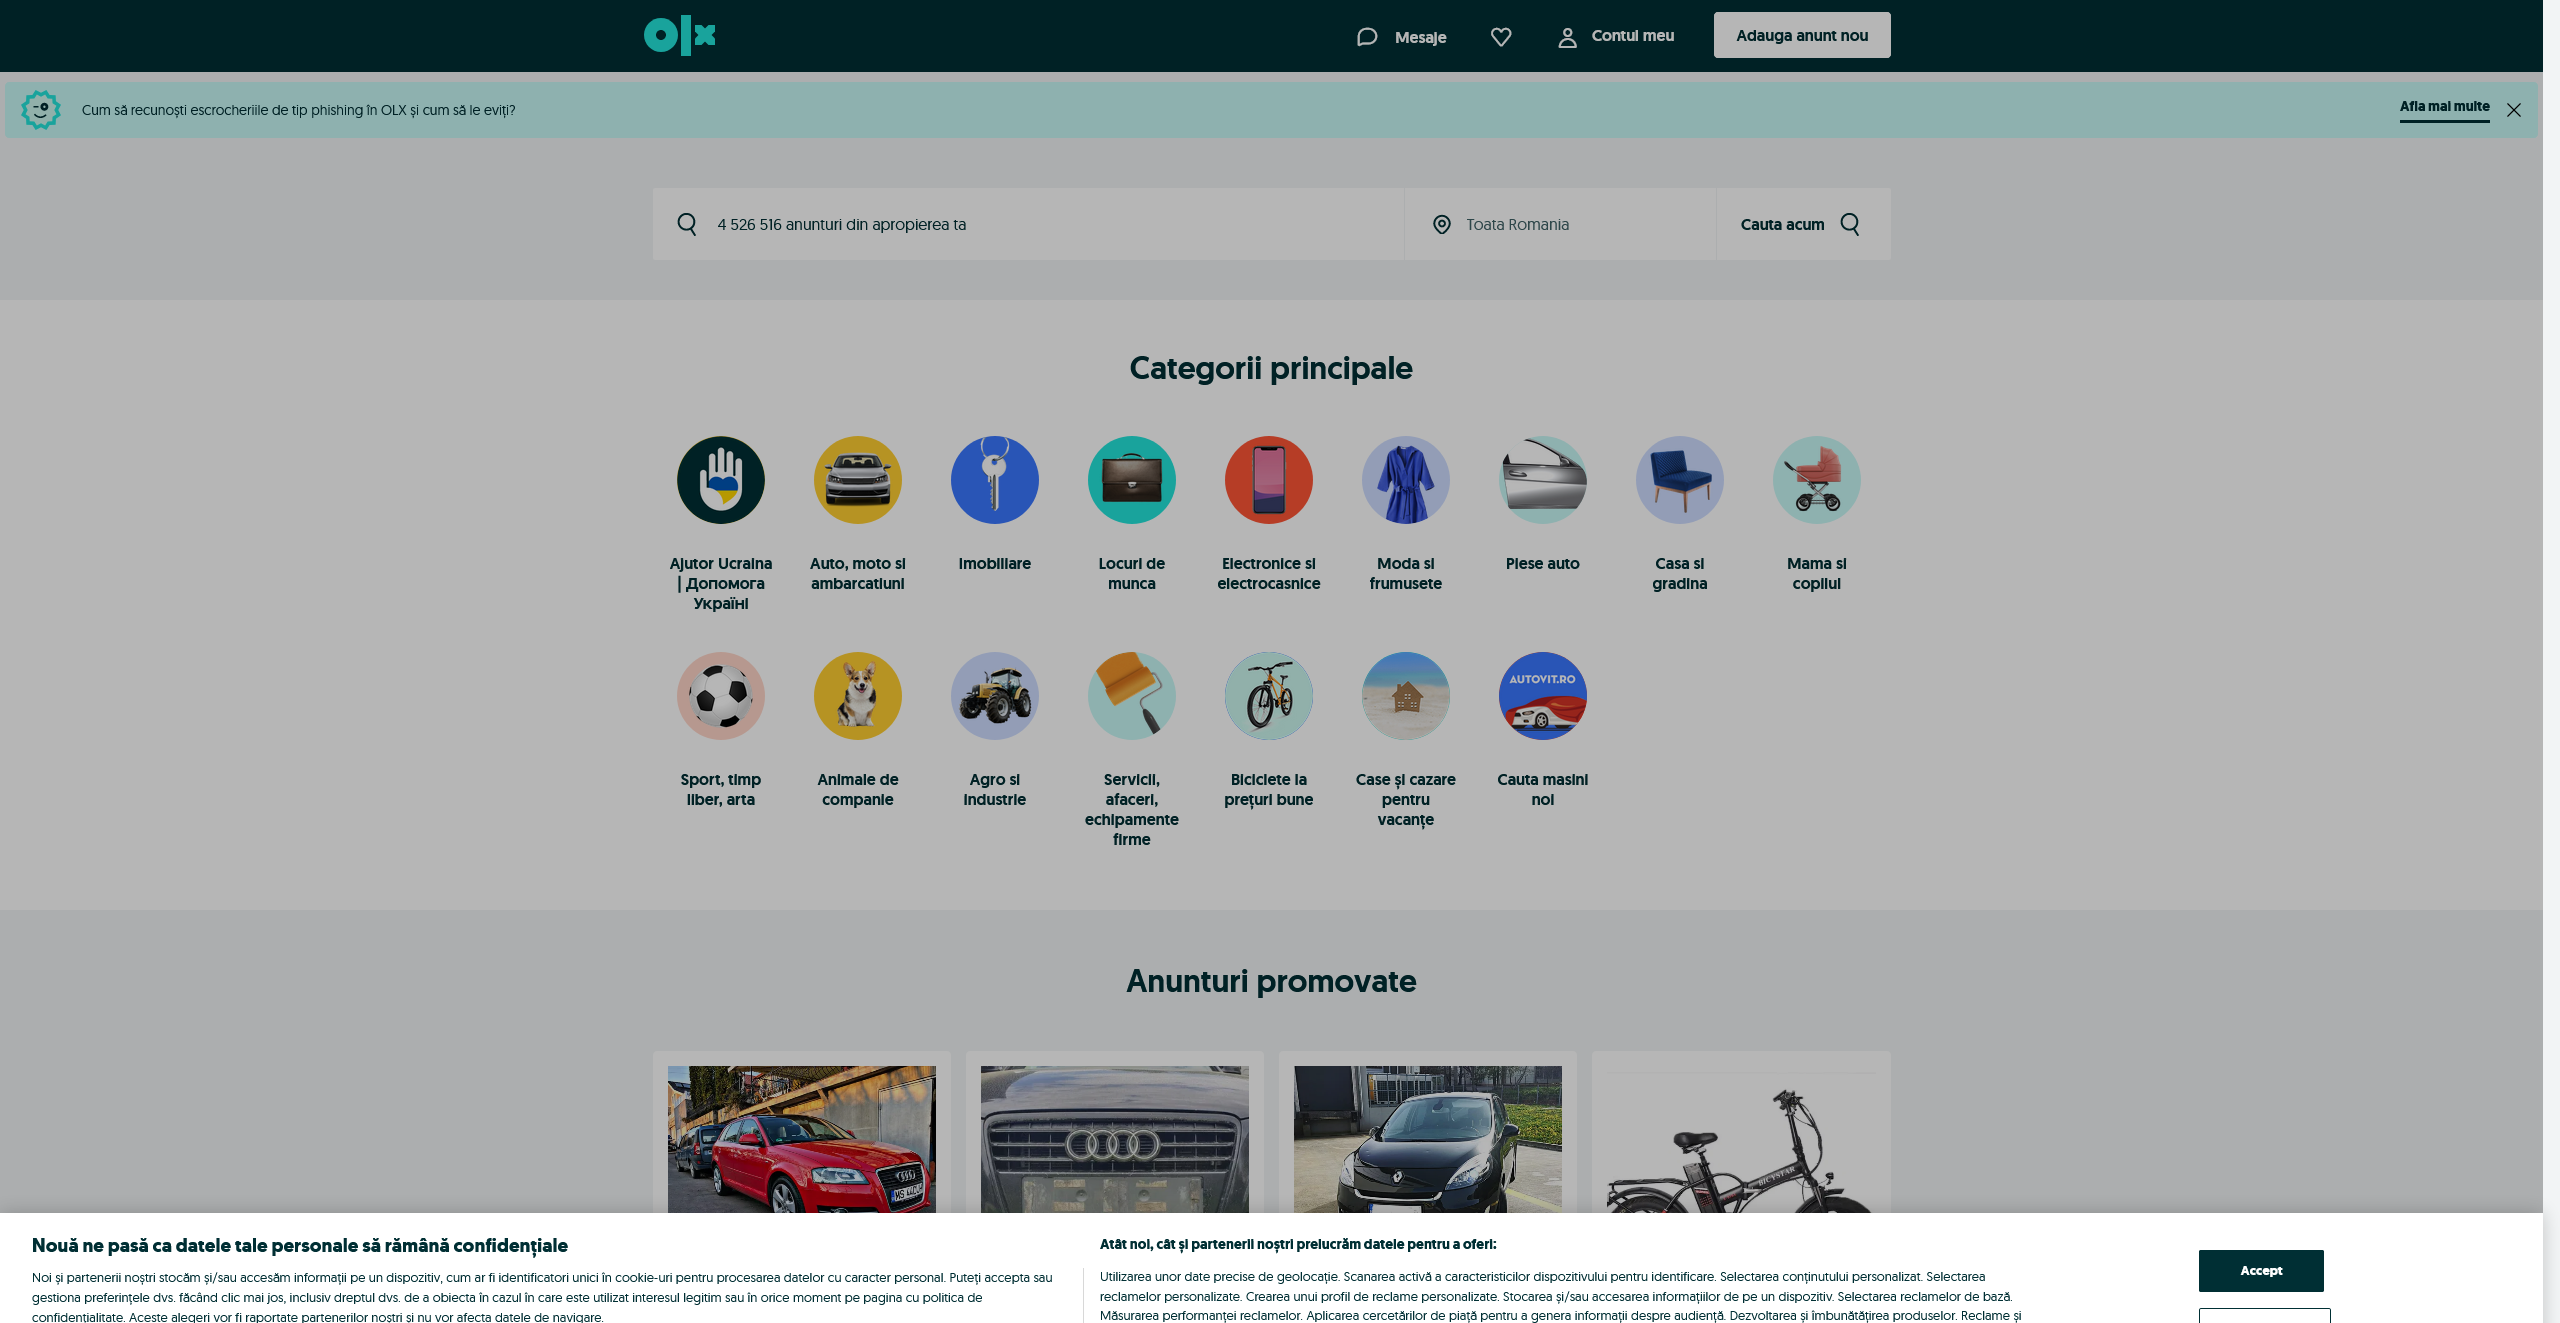 olx
Mesaje
Contul meu
Adauga anunt nou
Cum să recunoști escrocheriile de tip phishing în OLX și cum să le eviți?
Afla mai multe
4 526 516 anunturi din apropierea ta
Toata Romania
Cauta acum
Categorii principale
Ajutor Ucraina
| Допомога
Україні
Auto, moto si
ambarcatiuni
Imobiliare
Locuri de
munca
Electronice si
electrocasnice
Moda si
frumusete
Piese auto
Casa si
gradina
Mama si
copilul
AUTOVIT.RO
Sport, timp
liber, arta
Animale de
companie
Agro si
industrie
Servicii,
afaceri,
echipamente
firme
Biciclete la
prețuri bune
Case și cazare
pentru
vacanțe
Cauta masini
noi
Anunturi promovate
BICYSTAR
Nouă ne pasă ca datele tale personale să rămână confidențiale
Noi și partenerii noștri stocăm și/sau accesăm informații pe un dispozitiv, cum ar fi identificatori unici în cookie-uri pentru procesarea datelor cu caracter personal. Puteți accepta sau
gestiona preferințele dvs. făcând clic mai jos, inclusiv dreptul dvs. de a obiecta în cazul în care este utilizat interesul legitim sau în orice moment pe pagina cu politica de
confidențialitate. Aceste alegeri vor fi raportate partenerilor noștri și nu vor afecta datele de navigare.
Atât noi, cât și partenerii noștri prelucrăm datele pentru a oferi:
Utilizarea unor date precise de geolocație. Scanarea activă a caracteristicilor dispozitivului pentru identificare. Selectarea conținutului personalizat. Selectarea
reclamelor personalizate. Crearea unui profil de reclame personalizate. Stocarea și/sau accesarea informațiilor de pe un dispozitiv. Selectarea reclamelor de bază.
Măsurarea performanței reclamelor. Aplicarea cercetărilor de piață pentru a genera informații despre audiență. Dezvoltarea și îmbunătățirea produselor. Reclame și
Accept